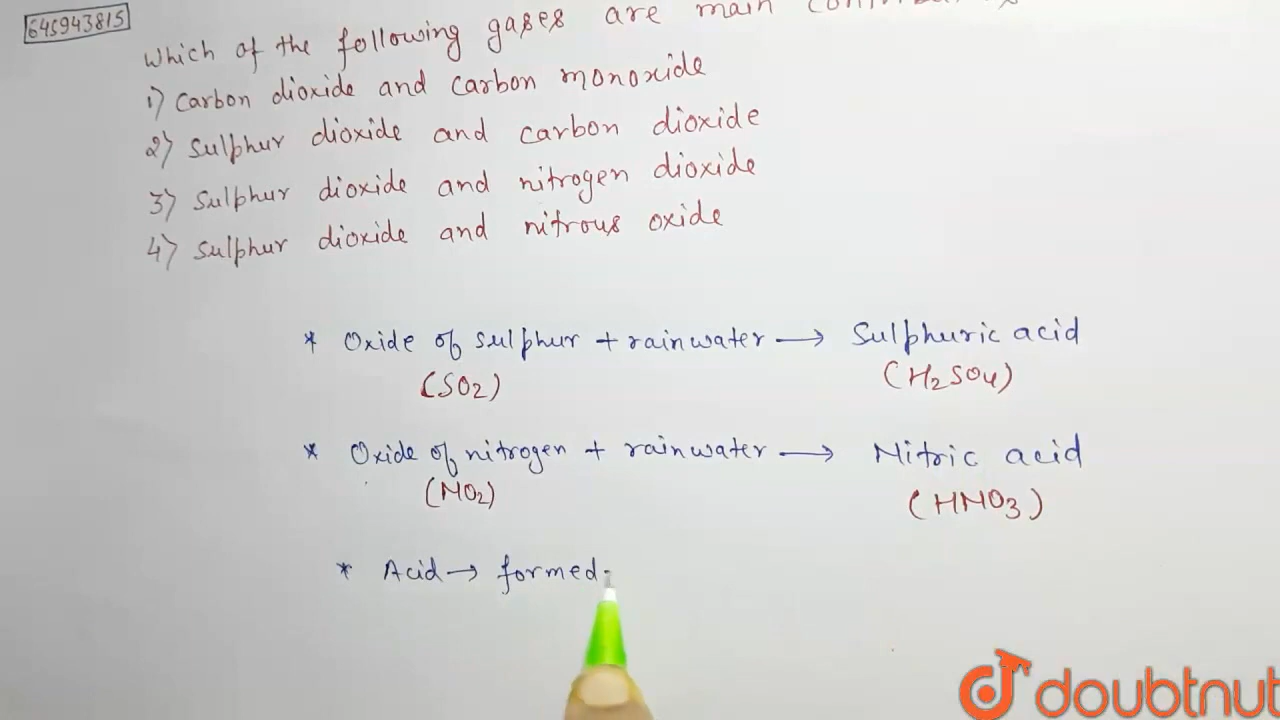 645943815
Which of the following gases are main
1) Carbon dioxide and Carbon monoxide
2) Sulphur dioxide and carbon dioxide
3) Sulphur dioxide and nitrogen dioxide
4) Sulphur dioxide and nitrous oxide
* Oxide of sulphur + rainwater → Sulphuric acid
(SO2) (H2SO4)
* Oxide of nitrogen + rainwater → Nitric acid
(NO2) (HNO3)
* Acid → formed
doubtnut